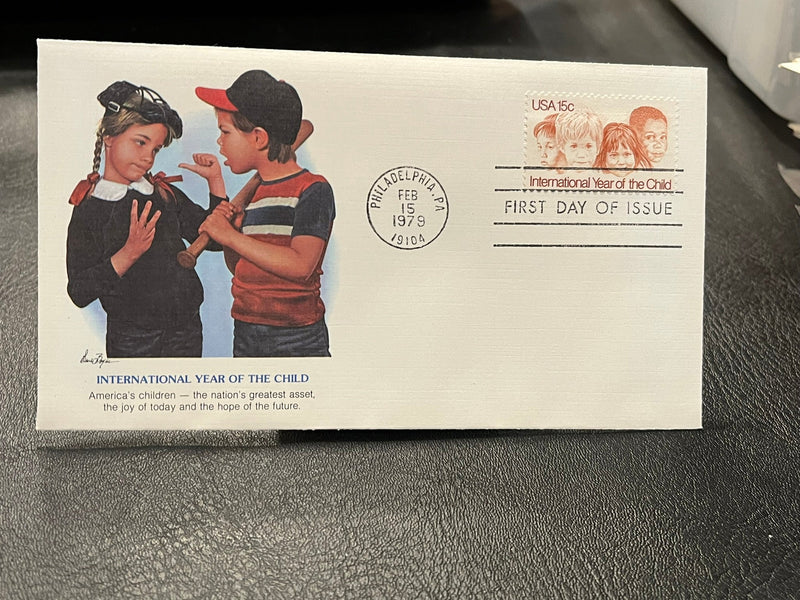 USA 15c
International Year of the Child
PHILADELPHIA, PA
FEB
15
1979
19104
FIRST DAY OF ISSUE
INTERNATIONAL YEAR OF THE CHILD
America's children — the nation's greatest asset,
the joy of today and the hope of the future.